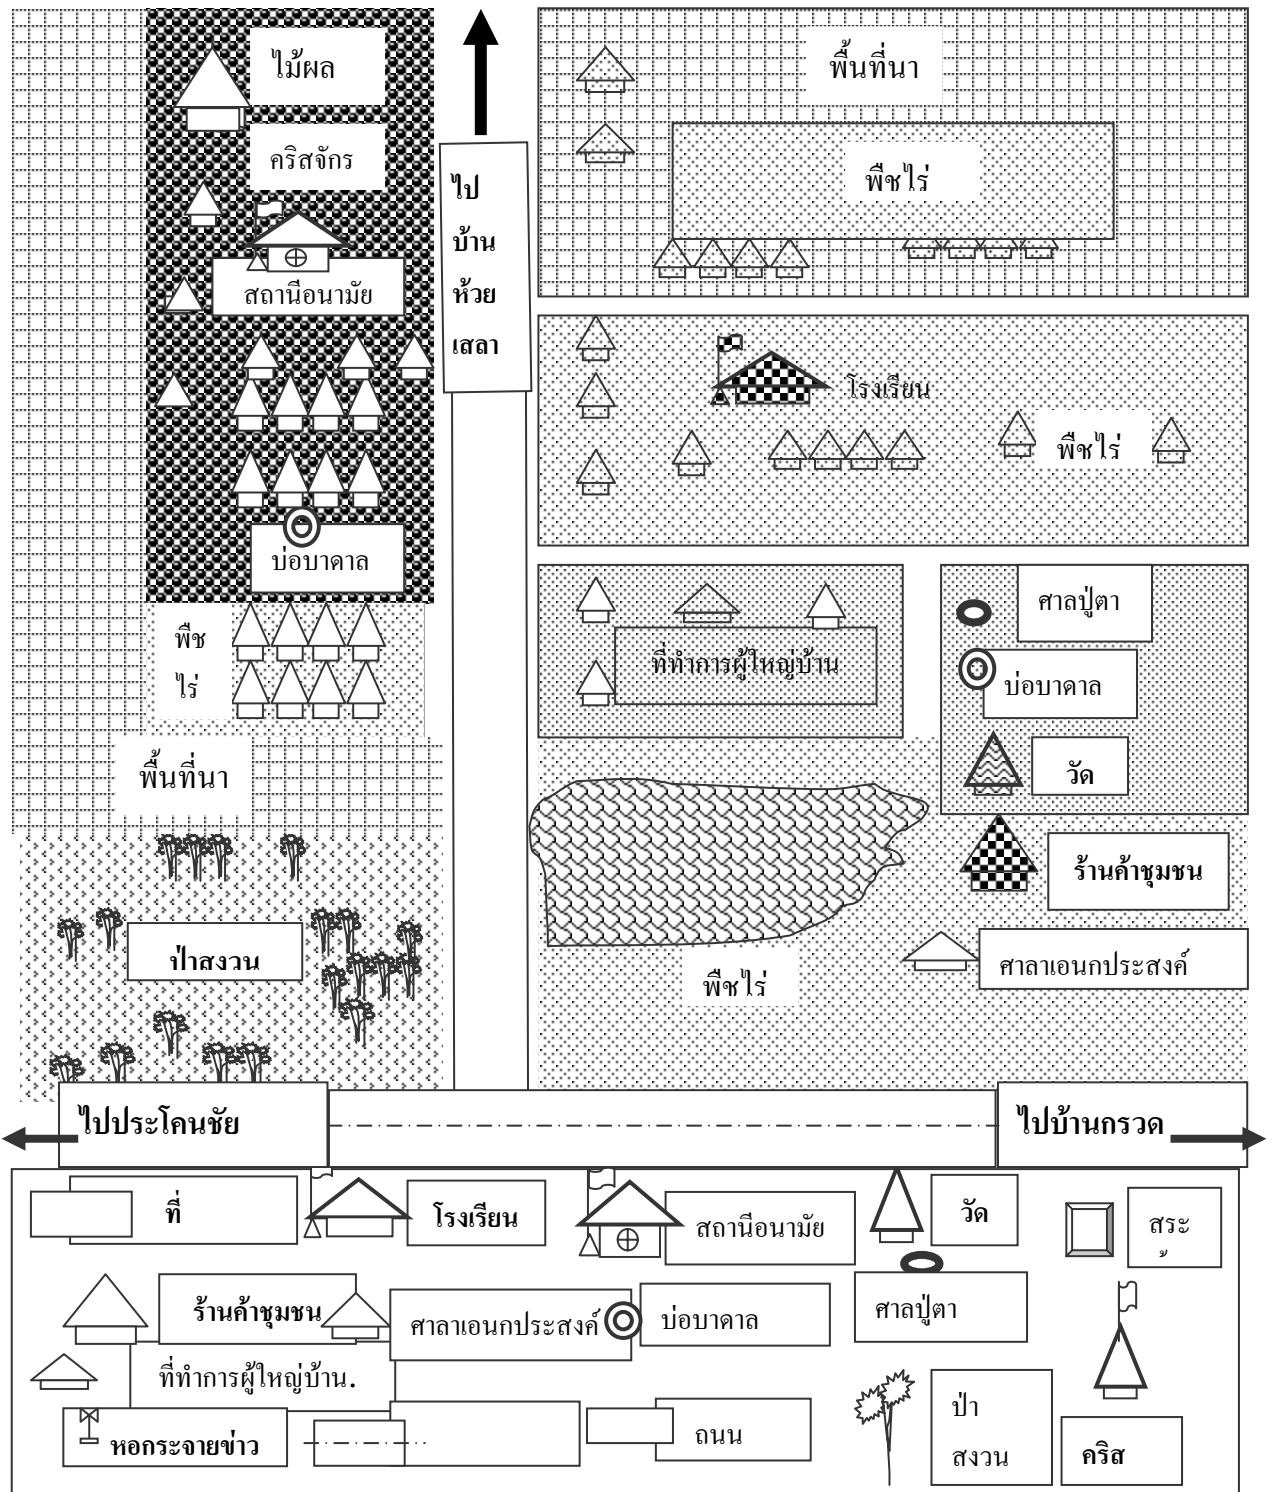 ไม้ผล
พื้นที่นา
คริสจักร
พืชไร่
ไป
บ้าน
ห้วย
เสลา
สถานีอนามัย
โรงเรียน
พืชไร่
บ่อบาดาล
ศาลปู่ตา
พืช
ไร่
ที่ทำการผู้ใหญ่บ้าน
บ่อบาดาล
พื้นที่นา
วัด
ร้านค้าชุมชน
ป่าสงวน
ศาลาเอนกประสงค์
พืชไร่
ไปประโคนชัย
ไปบ้านกรวด
ที่
โรงเรียน
สถานีอนามัย
วัด
สระ
ร้านค้าชุมชน
ศาลาเอนกประสงค์
บ่อบาดาล
ศาลปู่ตา
ที่ทำการผู้ใหญ่บ้าน.
หอกระจายข่าว
ถนน
ป่า
สงวน
คริส